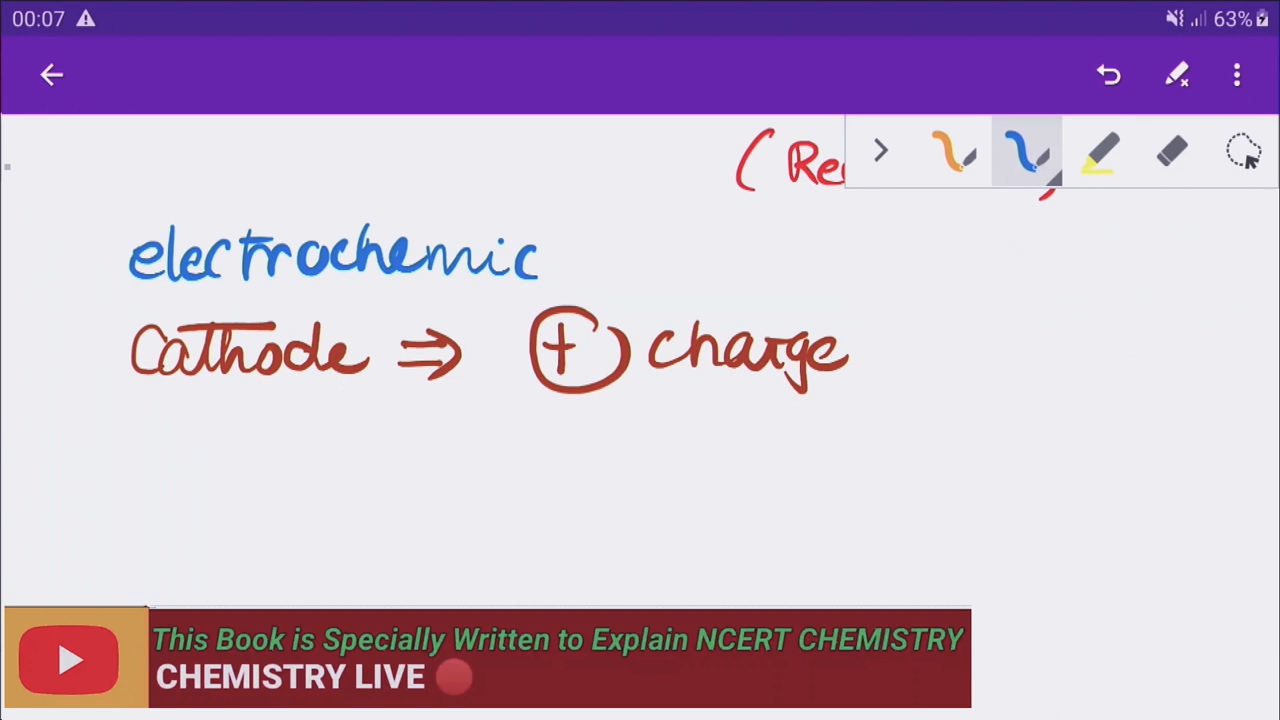 00:07 63%
(Re
electrochemic
Cathode ⇒ (+) charge
This Book is Specially Written to Explain NCERT CHEMISTRY
CHEMISTRY LIVE